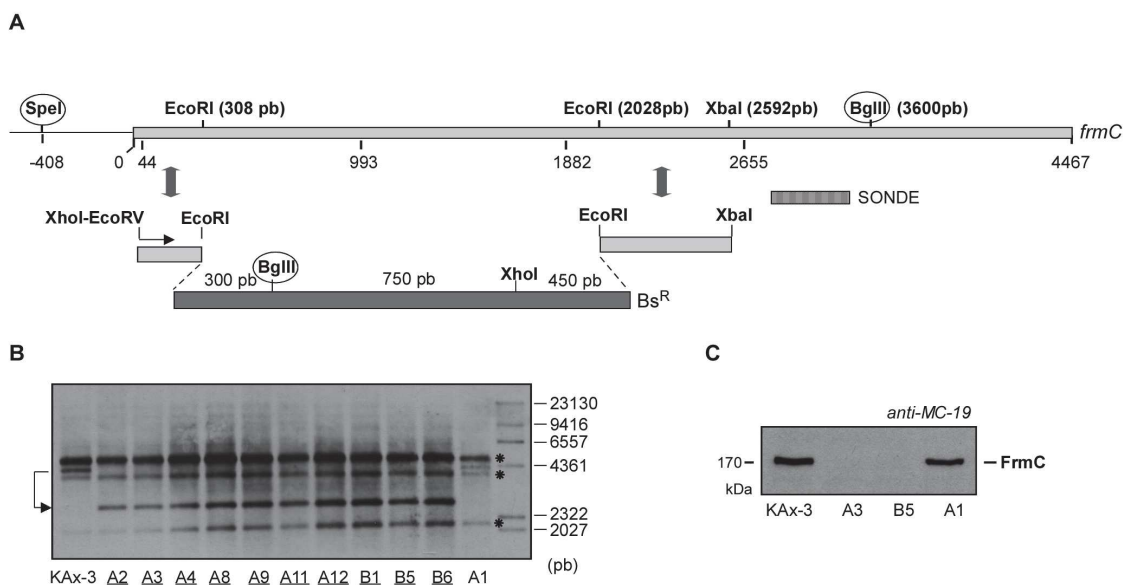 A
SpeI EcoRI (308 pb) EcoRI (2028pb) XbaI (2592pb) BglII (3600pb)
frmC
-408 0 44 993 1882 2655 4467
SONDE
XhoI-EcoRV EcoRI EcoRI XbaI
300 pb BglII 750 pb XhoI 450 pb
BsR
B
23130
9416
6557
*
4361
*
2322
*
2027
(pb)
KAx-3 A2 A3 A4 A8 A9 A11 A12 B1 B5 B6 A1
C
anti-MC-19
170 FrmC
kDa
KAx-3 A3 B5 A1